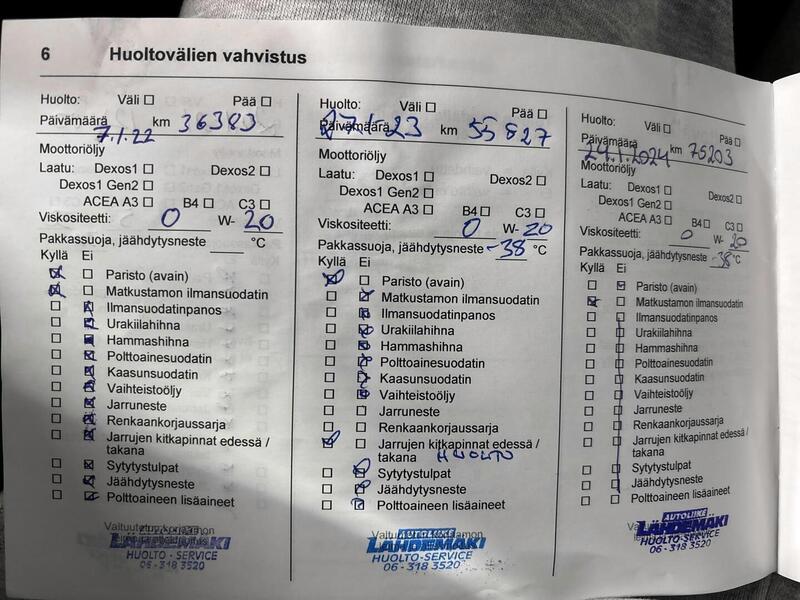 6 Huoltovälien vahvistus
Huolto: Väli Pää
Päivämäärä km 36383
7.1.22
Moottoriöljy
Laatu: Dexos1 Dexos2
Dexos1 Gen2
ACEA A3 B4 C3
Viskositeetti: 0 W- 20
Pakkassuoja, jäähdytysneste °C
Kyllä Ei
Paristo (avain)
Matkustamon ilmansuodatin
Ilmansuodatinpanos
Urakiilahihna
Hammashihna
Polttoainesuodatin
Kaasunsuodatin
Vaihteistoöljy
Jarruneste
Renkaankorjaussarja
Jarrujen kitkapinnat edessä /
takana
Sytytystulpat
Jäähdytysneste
Polttoaineen lisäaineet
LÄHDEMÄKI
HUOLTO-SERVICE
06-318 3520
Huolto: Väli Pää
Päivämäärä 27.1.23 km 55827
Moottoriöljy
Laatu: Dexos1 Dexos2
Dexos1 Gen2
ACEA A3 B4 C3
Viskositeetti: 0 W- 20
Pakkassuoja, jäähdytysneste -38 °C
Kyllä Ei
Paristo (avain)
Matkustamon ilmansuodatin
Ilmansuodatinpanos
Urakiilahihna
Hammashihna
Polttoainesuodatin
Kaasunsuodatin
Vaihteistoöljy
Jarruneste
Renkaankorjaussarja
Jarrujen kitkapinnat edessä /
takana HUOLTO
Sytytystulpat
Jäähdytysneste
Polttoaineen lisäaineet
AUTOLIIKE
LÄHDEMÄKI
HUOLTO-SERVICE
06-318 3520
Huolto: Väli Pää
Päivämäärä km 75203
24.1.2024
Moottoriöljy
Laatu: Dexos1 Dexos2
Dexos1 Gen2
ACEA A3 B4 C3
Viskositeetti: 0 W- 20
Pakkassuoja, jäähdytysneste -38 °C
Kyllä Ei
Paristo (avain)
Matkustamon ilmansuodatin
Ilmansuodatinpanos
Urakiilahihna
Hammashihna
Polttoainesuodatin
Kaasunsuodatin
Vaihteistoöljy
Jarruneste
Renkaankorjaussarja
Jarrujen kitkapinnat edessä /
takana
Sytytystulpat
Jäähdytysneste
Polttoaineen lisäaineet
AUTOLIIKE
LÄHDEMÄKI
HUOLTO-SERVICE
06-318 3520